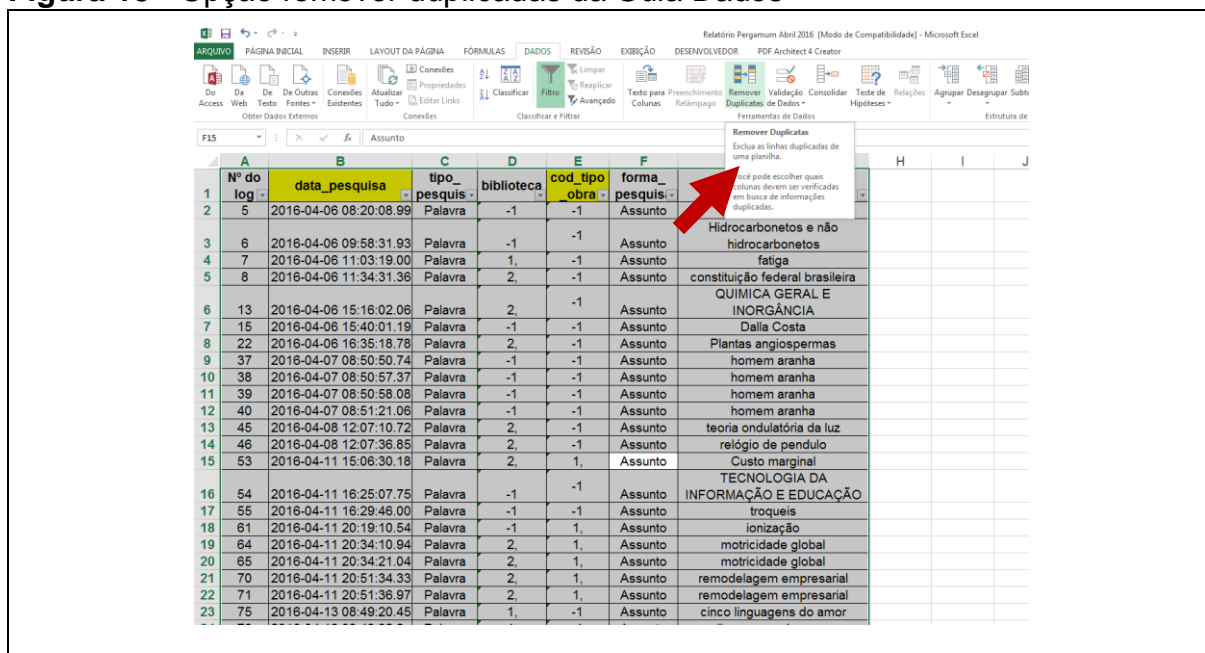 Relatório Pergamum Abril 2016 [Modo de Compatibilidade] - Microsoft Excel
ARQUIVO PÁGINA INICIAL INSERIR LAYOUT DA PÁGINA FÓRMULAS DADOS REVISÃO EXIBIÇÃO DESENVOLVEDOR PDF Architect 4 Creator
Do Access
Da Web
De Texto
De Outras Fontes
Conexões Existentes
Obter Dados Externos
Atualizar Tudo
Conexões
Propriedades
Editar Links
Conexões
Classificar
Filtro
Limpar
Reaplicar
Avançado
Classificar e Filtrar
Texto para Colunas
Preenchimento Relâmpago
Remover Duplicatas
Validação de Dados
Consolidar
Teste de Hipóteses
Relações
Ferramentas de Dados
Agrupar
Desagrupar
Estrutura de
F15 fx Assunto
Remover Duplicatas
Exclua as linhas duplicadas de
uma planilha.
pode escolher quais
colunas devem ser verificadas
em busca de informações
duplicadas.
A B C D E F H I J
1 Nº do log data_pesquisa tipo_ pesquis biblioteca cod_tipo _obra forma_ pesquis
2 5 2016-04-06 08:20:08.99 Palavra -1 -1 Assunto
3 6 2016-04-06 09:58:31.93 Palavra -1 -1 Assunto Hidrocarbonetos e não hidrocarbonetos
4 7 2016-04-06 11:03:19.00 Palavra 1, -1 Assunto fatiga
5 8 2016-04-06 11:34:31.36 Palavra 2, -1 Assunto constituição federal brasileira
6 13 2016-04-06 15:16:02.06 Palavra 2, -1 Assunto QUIMICA GERAL E INORGÂNCIA
7 15 2016-04-06 15:40:01.19 Palavra -1 -1 Assunto Dalla Costa
8 22 2016-04-06 16:35:18.78 Palavra 2, -1 Assunto Plantas angiospermas
9 37 2016-04-07 08:50:50.74 Palavra -1 -1 Assunto homem aranha
10 38 2016-04-07 08:50:57.37 Palavra -1 -1 Assunto homem aranha
11 39 2016-04-07 08:50:58.08 Palavra -1 -1 Assunto homem aranha
12 40 2016-04-07 08:51:21.06 Palavra -1 -1 Assunto homem aranha
13 45 2016-04-08 12:07:10.72 Palavra 2, -1 Assunto teoria ondulatória da luz
14 46 2016-04-08 12:07:36.85 Palavra 2, -1 Assunto relógio de pendulo
15 53 2016-04-11 15:06:30.18 Palavra 2, 1, Assunto Custo marginal
16 54 2016-04-11 16:25:07.75 Palavra -1 -1 Assunto TECNOLOGIA DA INFORMAÇÃO E EDUCAÇÃO
17 55 2016-04-11 16:29:46.00 Palavra -1 -1 Assunto troqueis
18 61 2016-04-11 20:19:10.54 Palavra -1 1, Assunto ionização
19 64 2016-04-11 20:34:10.94 Palavra 2, 1, Assunto motricidade global
20 65 2016-04-11 20:34:21.04 Palavra 2, 1, Assunto motricidade global
21 70 2016-04-11 20:51:34.33 Palavra 2, 1, Assunto remodelagem empresarial
22 71 2016-04-11 20:51:36.97 Palavra 2, 1, Assunto remodelagem empresarial
23 75 2016-04-13 08:49:20.45 Palavra 1, -1 Assunto cinco linguagens do amor